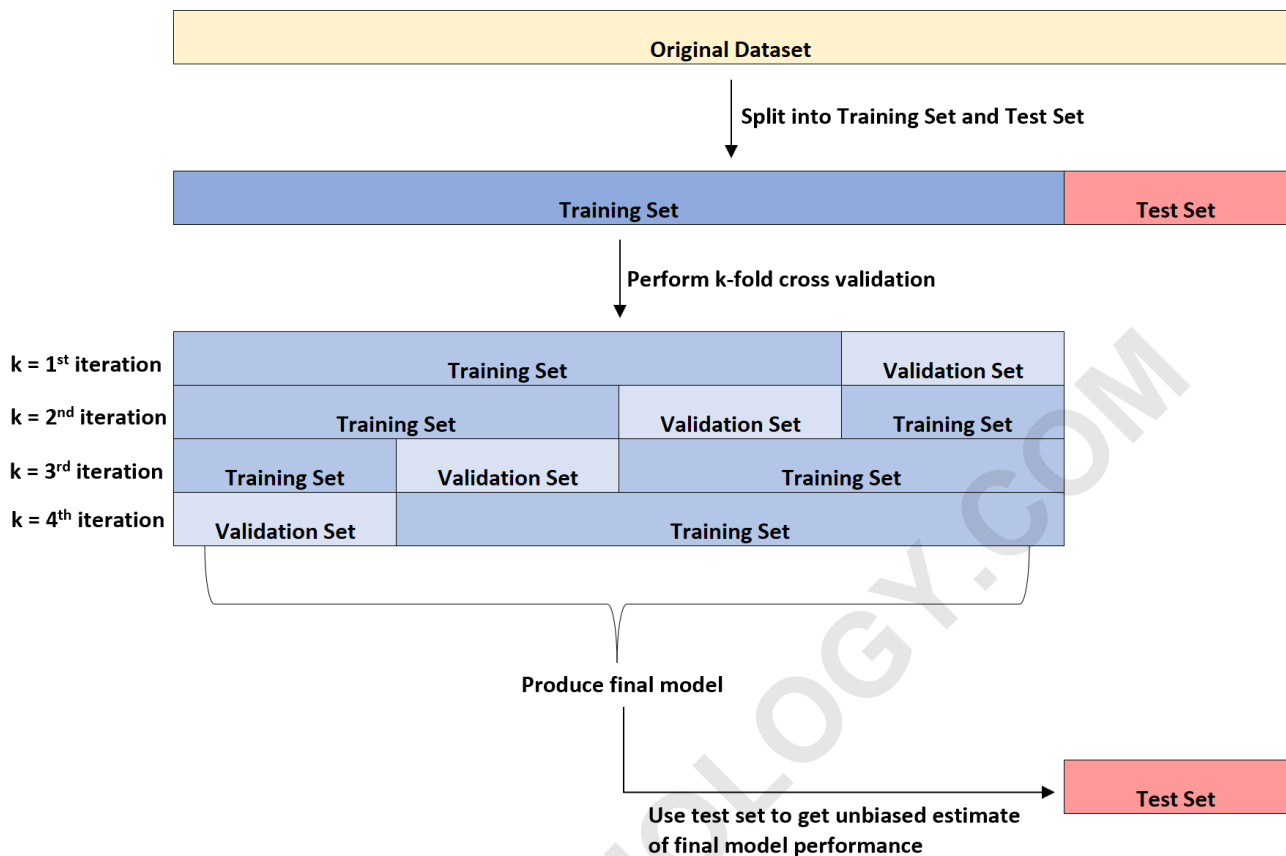 Original Dataset
Split into Training Set and Test Set
Training Set Test Set
Perform k-fold cross validation
k = 1st iteration Training Set Validation Set
k = 2nd iteration Training Set Validation Set Training Set
k = 3rd iteration Training Set Validation Set Training Set
k = 4th iteration Validation Set Training Set
Produce final model
Test Set
Use test set to get unbiased estimate
of final model performance
OLOGY.COM